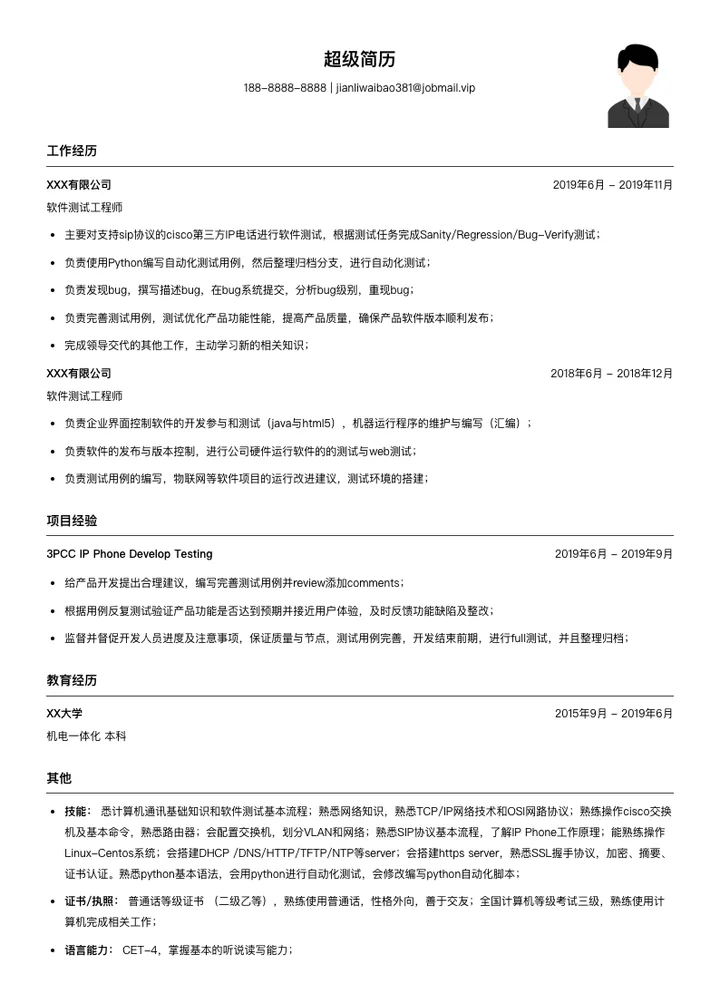 超级简历
188-8888-8888 | jianliwaibao381@jobmail.vip
工作经历
XXX有限公司 2019年6月 - 2019年11月
软件测试工程师
• 主要对支持sip协议的cisco第三方IP电话进行软件测试，根据测试任务完成Sanity/Regression/Bug-Verify测试；
• 负责使用Python编写自动化测试用例，然后整理归档分支，进行自动化测试；
• 负责发现bug，撰写描述bug，在bug系统提交，分析bug级别，重现bug；
• 负责完善测试用例，测试优化产品功能性能，提高产品质量，确保产品软件版本顺利发布；
• 完成领导交代的其他工作，主动学习新的相关知识；
XXX有限公司 2018年6月 - 2018年12月
软件测试工程师
• 负责企业界面控制软件的开发参与和测试（java与html5），机器运行程序的维护与编写（汇编）；
• 负责软件的发布与版本控制，进行公司硬件运行软件的的测试与web测试；
• 负责测试用例的编写，物联网等软件项目的运行改进建议，测试环境的搭建；
项目经验
3PCC IP Phone Develop Testing 2019年6月 - 2019年9月
• 给产品开发提出合理建议，编写完善测试用例并review添加comments；
• 根据用例反复测试验证产品功能是否达到预期并接近用户体验，及时反馈功能缺陷及整改；
• 监督并督促开发人员进度及注意事项，保证质量与节点，测试用例完善，开发结束前期，进行full测试，并且整理归档；
教育经历
XX大学 2015年9月 - 2019年6月
机电一体化 本科
其他
• 技能： 悉计算机通讯基础知识和软件测试基本流程；熟悉网络知识，熟悉TCP/IP网络技术和OSI网路协议；熟练操作cisco交换
机及基本命令，熟悉路由器；会配置交换机，划分VLAN和网络；熟悉SIP协议基本流程，了解IP Phone工作原理；能熟练操作
Linux-Centos系统；会搭建DHCP /DNS/HTTP/TFTP/NTP等server；会搭建https server，熟悉SSL握手协议，加密、摘要、
证书认证。熟悉python基本语法，会用python进行自动化测试，会修改编写python自动化脚本；
• 证书/执照： 普通话等级证书 （二级乙等），熟练使用普通话，性格外向，善于交友；全国计算机等级考试三级，熟练使用计
算机完成相关工作；
• 语言能力： CET-4，掌握基本的听说读写能力；